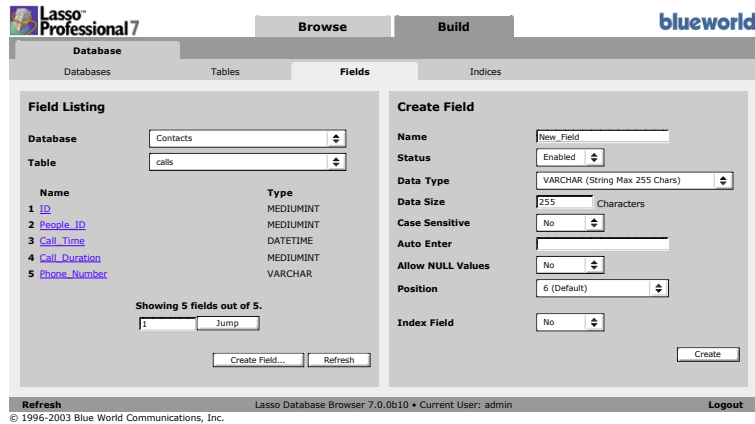 Lasso™
Professional 7
Browse Build
blueworld
Database
Databases Tables Fields Indices
Field Listing
Database Contacts
Table calls
Name Type
1 ID MEDIUMINT
2 People_ID MEDIUMINT
3 Call_Time DATETIME
4 Call_Duration MEDIUMINT
5 Phone_Number VARCHAR
Showing 5 fields out of 5.
1 Jump
Create Field... Refresh
Create Field
Name New_Field
Status Enabled
Data Type VARCHAR (String Max 255 Chars)
Data Size 255 Characters
Case Sensitive No
Auto Enter
Allow NULL Values No
Position 6 (Default)
Index Field No
Create
Refresh Lasso Database Browser 7.0.0b10 • Current User: admin Logout
© 1996-2003 Blue World Communications, Inc.